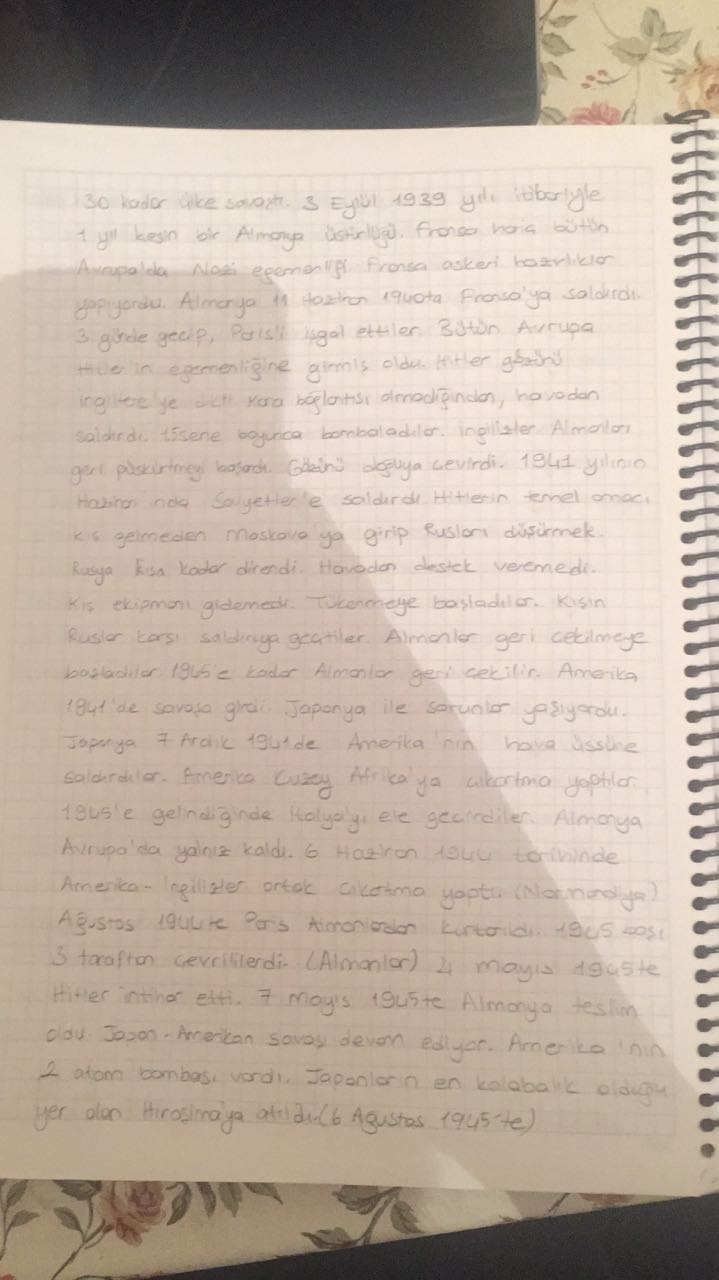 30 kadar ülke savaştı. 3 Eylül 1939 yılı itibariyle
1 yıl kesin bir Almanya üstünlüğü. Fransa hariç bütün
Avrupa'da Nazi egemenliği. Fransa askeri hazırlıklar
yapıyordu. Almanya 11 Haziran 1940ta Fransa'ya saldırdı.
3 günde geçip, Paris'i işgal ettiler. Bütün Avrupa
Hitler'in egemenliğine girmiş oldu. Hitler gözünü
ingiltere'ye dikti kara bağlantısı olmadığından, havadan
saldırdı. 15sene boyunca bombaladılar. ingilizler Almanları
geri püskürtmeyi başardı. Gözünü doğuya çevirdi. 1941 yılının
Haziran'nda Sovyetler'e saldırdı Hitlerin temel amacı
kış gelmeden Moskova'ya girip Rusları düşürmek.
Rusya kışa kadar direndi. Havadan destek veremedi.
Kış ekipmanı gidemedi. Tükenmeye başladılar. Kışın
Ruslar karşı saldırıya geçtiler. Almanlar geri çekilmeye
başladılar 1945'e kadar Almanlar geri çekilir. Amerika
1941'de savaşa girdi. Japonya ile sorunlar yaşıyordu.
Japonya 7 Aralık 1941de Amerika'nın hava üssüne
saldırdılar. Amerika Kuzey Afrika'ya çıkartma yaptılar.
1945'e gelindiğinde italya'yı ele geçirdiler. Almanya
Avrupa'da yalnız kaldı. 6 Haziran 1944 tarihinde
Amerika-ingilizler ortak çıkartma yaptı (Normandiya)
Ağustos 1944te Paris Almanlardan kurtarıldı. 1945 başı
3 taraftan çevrililerdi. (Almanlar) 4 mayıs 1945te
Hitler intihar etti. 7 Mayıs 1945te Almanya teslim
oldu. Japon-Amerikan savaşı devam ediyor. Amerika'nın
2 atom bombası vardı. Japonların en kalabalık olduğu
yer olan Hiroşima'ya atıldı.(6 Ağustos 1945'te)